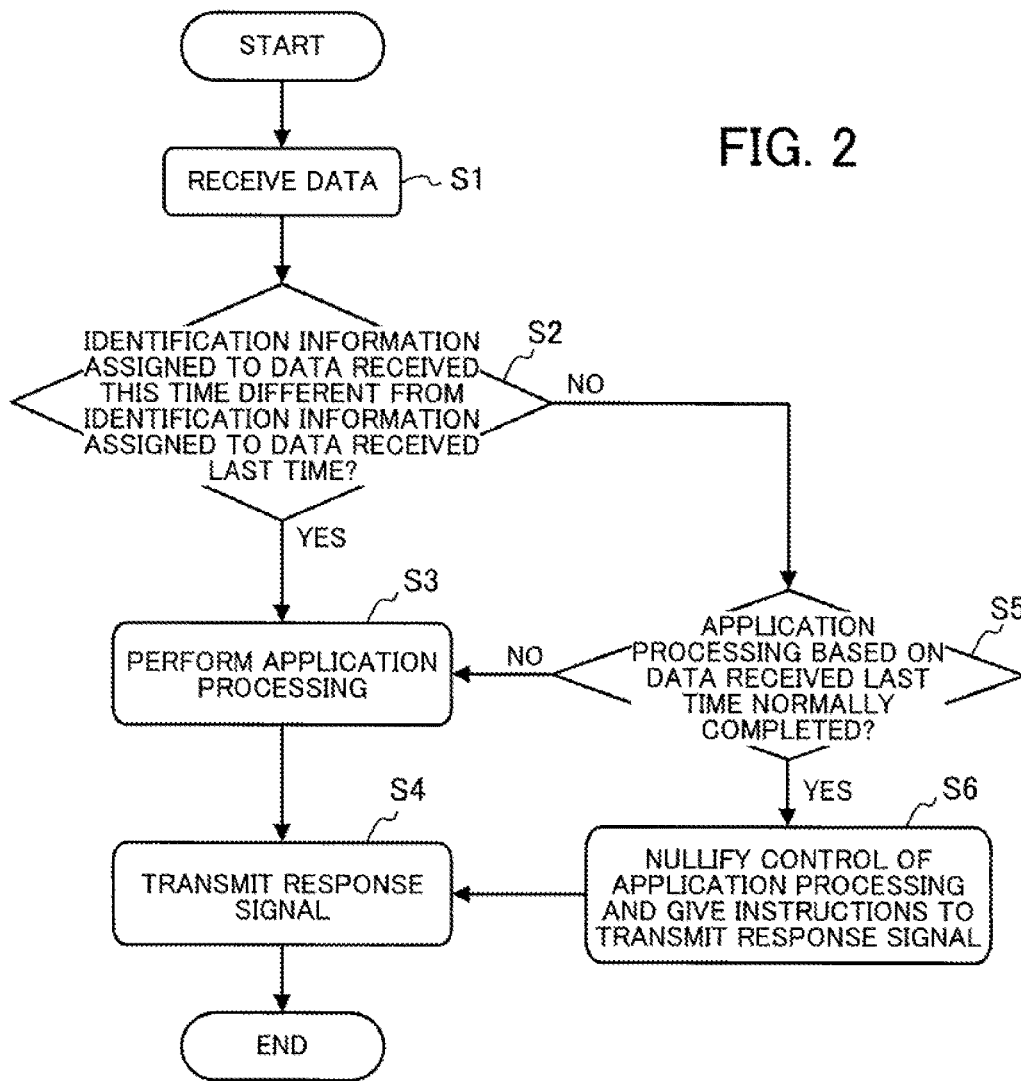 START
FIG. 2
RECEIVE DATA
S1
IDENTIFICATION INFORMATION
ASSIGNED TO DATA RECEIVED
THIS TIME DIFFERENT FROM
IDENTIFICATION INFORMATION
ASSIGNED TO DATA RECEIVED
LAST TIME?
S2
NO
YES
S3
PERFORM APPLICATION
PROCESSING
NO
APPLICATION
PROCESSING BASED ON
DATA RECEIVED LAST
TIME NORMALLY
COMPLETED?
S5
YES
S4
TRANSMIT RESPONSE
SIGNAL
S6
NULLIFY CONTROL OF
APPLICATION PROCESSING
AND GIVE INSTRUCTIONS TO
TRANSMIT RESPONSE SIGNAL
END